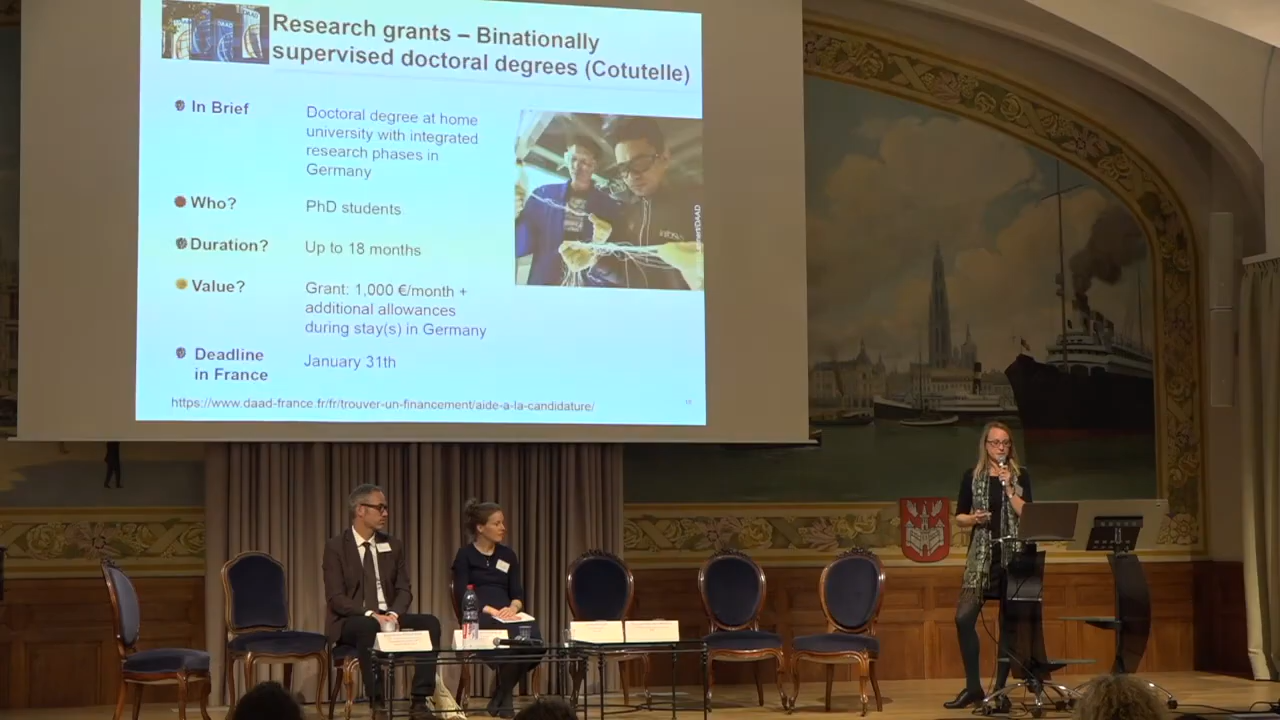 Research grants – Binationally
supervised doctoral degrees (Cotutelle)
In Brief
Doctoral degree at home
university with integrated
research phases in
Germany
Who?
PhD students
Duration?
Up to 18 months
Value?
Grant: 1,000 €/month +
additional allowances
during stay(s) in Germany
Deadline
in France
January 31th
https://www.daad-france.fr/fr/trouver-un-financement/aide-a-la-candidature/